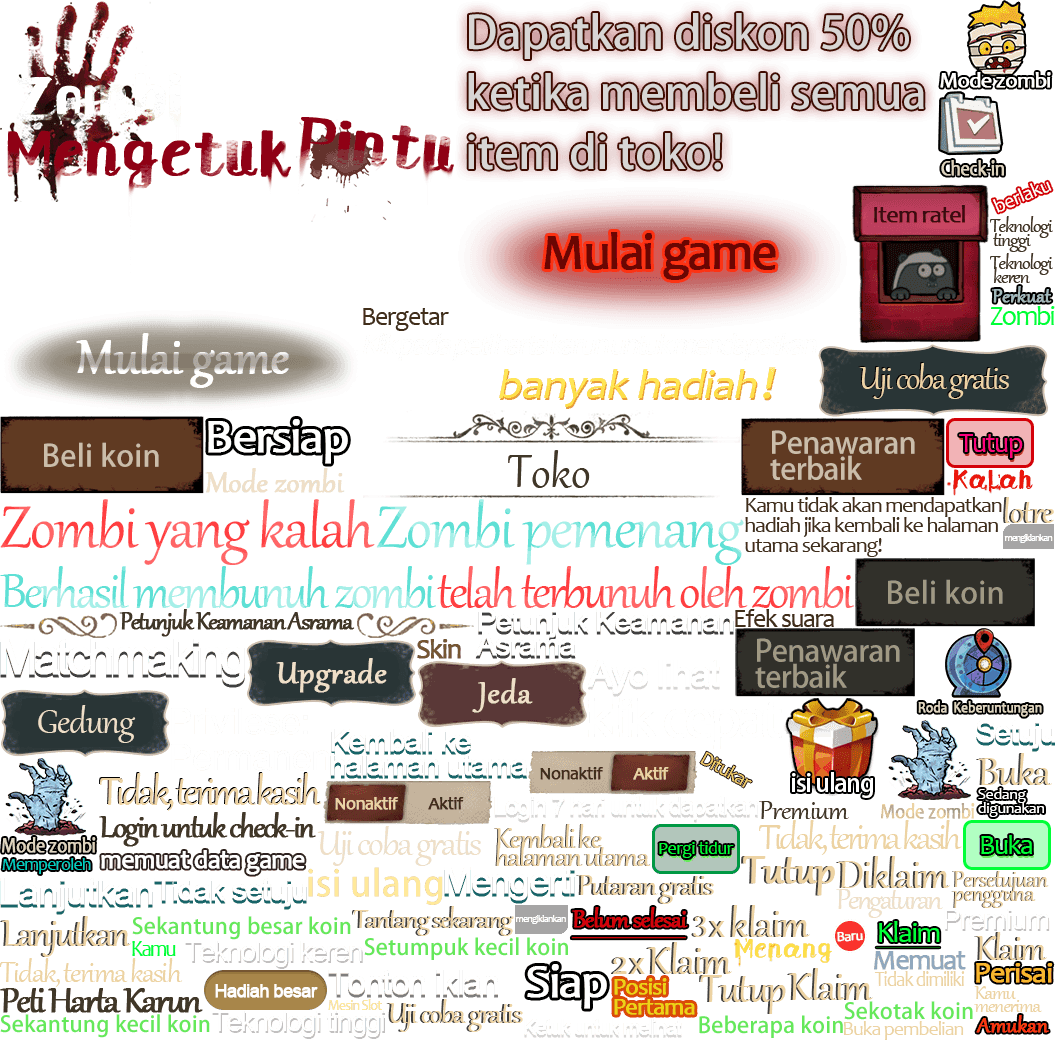 Mengetuk Pintu
Dapatkan diskon 50%
ketika membeli semua
item di toko!
Mode zombi
Check-in
Item ratel
berlaku
Teknologi
tinggi
Teknologi
keren
Perkuat
Zombi
Mulai game
Bergetar
Mulai game
banyak hadiah!
Uji coba gratis
Beli koin
Bersiap
Mode zombi
Toko
Penawaran
terbaik
Tutup
Kalah
Zombi yang kalah
Zombi pemenang
Kamu tidak akan mendapatkan
hadiah jika kembali ke halaman
utama sekarang!
lotre
mengiklankan
Berhasil membunuh zombi
telah terbunuh oleh zombi
Beli koin
Petunjuk Keamanan Asrama
Petunjuk Keamanan
Asrama
Efek suara
Matchmaking
Upgrade
Skin
Jeda
Ayo lihat
Penawaran
terbaik
Roda Keberuntungan
Gedung
Kembali ke
halaman utama
Nonaktif
Aktif
Ditukar
isi ulang
Setuju
Mode zombi
Memperoleh
Tidak, terima kasih
Nonaktif
Aktif
Login 7 hari untuk dapatkan
Premium
Mode zombi
Buka
Sedang
digunakan
Login untuk check-in
memuat data game
Uji coba gratis
Kembali ke
halaman utama
Pergi tidur
Tidak, terima kasih
Buka
Lanjutkan
Tidak setuju
isi ulang
Mengerti
Putaran gratis
Tutup
Diklaim
Pengaturan
Persetujuan
pengguna
Lanjutkan
Sekantung besar koin
Kamu
Teknologi keren
Tantang sekarang
mengiklankan
Belum selesai
3x klaim
Menang
Baru
Klaim
Premium
Setumpuk kecil koin
Memuat
Klaim
Tidak, terima kasih
Hadiah besar
Tonton iklan
Siap
2x Klaim
Posisi
Pertama
Tidak dimiliki
Perisai
Peti Harta Karun
Mesin Slot
Uji coba gratis
Tutup
Klaim
Kamu
menerima
Sekantung kecil koin
Teknologi tinggi
Ketuk untuk melihat
Beberapa koin
Sekotak koin
Buka pembelian
Amukan